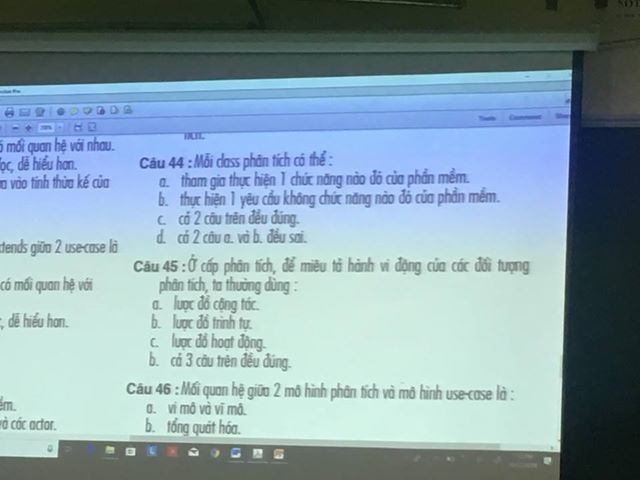 mối quan hệ với nhau.
dễ hiểu hơn.
vào tính thừa kế của
giữa 2 use-case là
có mối quan hệ với
dễ hiểu hơn.
và các actor.
Câu 44 : Mỗi class phân tích có thể :
a. tham gia thực hiện 1 chức năng nào đó của phần mềm.
b. thực hiện 1 yêu cầu không chức năng nào đó của phần mềm.
c. cả 2 câu trên đều đúng.
d. cả 2 câu a. và b. đều sai.
Câu 45 : Ở cấp phân tích, để miêu tả hành vi động của các đối tượng
phân tích, ta thường dùng :
a. lược đồ cộng tác.
b. lược đồ trình tự.
c. lược đồ hoạt động.
b. cả 3 câu trên đều đúng.
Câu 46 : Mối quan hệ giữa 2 mô hình phân tích và mô hình use-case là :
a. vi mô và vĩ mô.
b. tổng quát hóa.